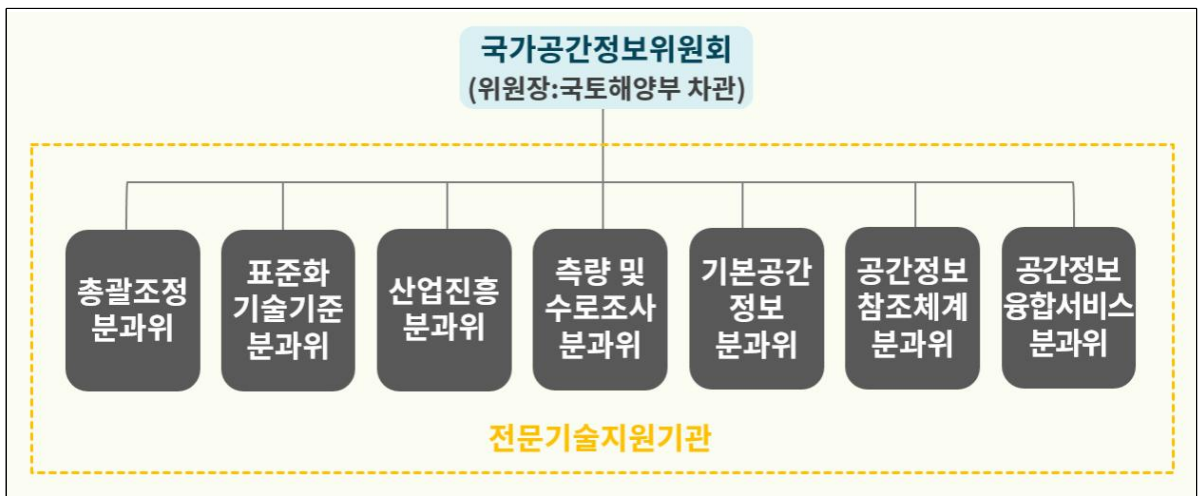 국가공간정보위원회
(위원장:국토해양부 차관)
총괄조정
분과위
표준화
기술기준
분과위
산업진흥
분과위
측량 및
수로조사
분과위
기본공간
정보
분과위
공간정보
참조체계
분과위
공간정보
융합서비스
분과위
전문기술지원기관